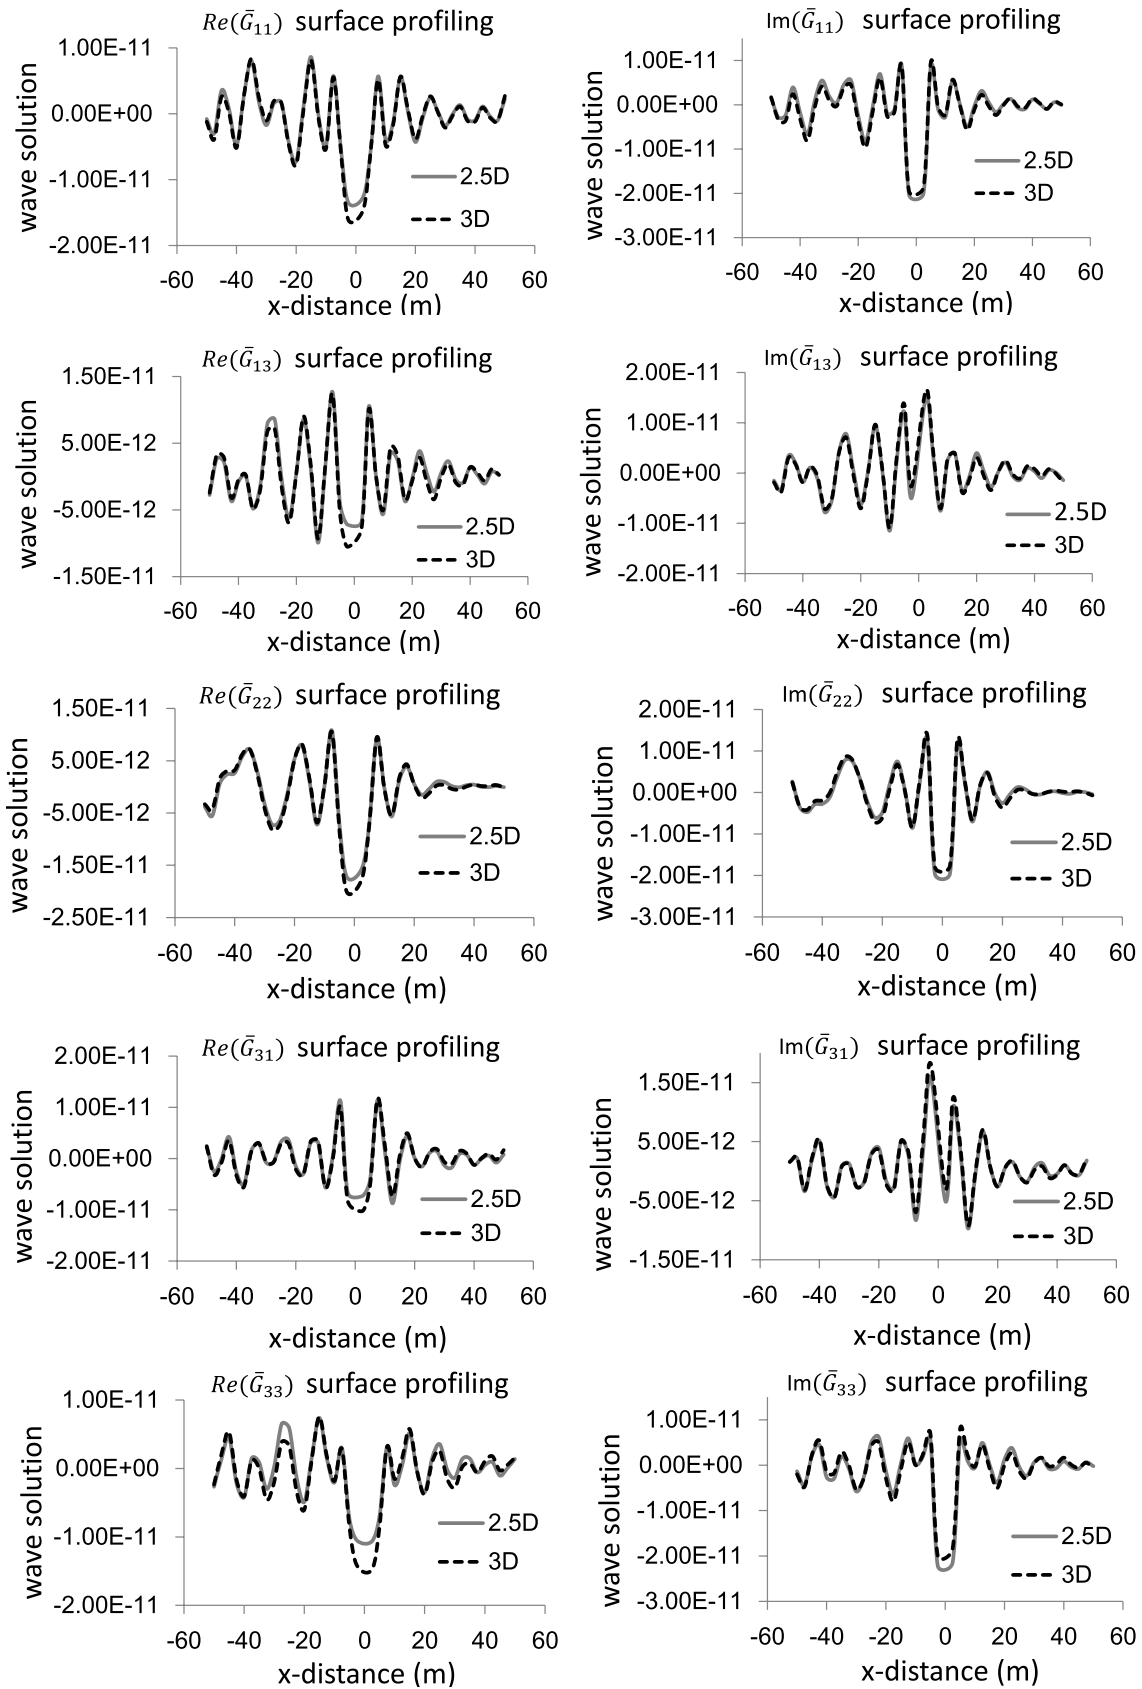 Re(Ḡ₁₁) surface profiling
1.00E-11
0.00E+00
-1.00E-11
-2.00E-11
wave solution
2.5D
3D
-60 -40 -20 0 20 40 60
x-distance (m)
Im(Ḡ₁₁) surface profiling
1.00E-11
0.00E+00
-1.00E-11
-2.00E-11
-3.00E-11
wave solution
2.5D
3D
-60 -40 -20 0 20 40 60
x-distance (m)
Re(Ḡ₁₃) surface profiling
1.50E-11
5.00E-12
-5.00E-12
-1.50E-11
wave solution
2.5D
3D
-60 -40 -20 0 20 40 60
x-distance (m)
Im(Ḡ₁₃) surface profiling
2.00E-11
1.00E-11
0.00E+00
-1.00E-11
-2.00E-11
wave solution
2.5D
3D
-60 -40 -20 0 20 40 60
x-distance (m)
Re(Ḡ₂₂) surface profiling
1.50E-11
5.00E-12
-5.00E-12
-1.50E-11
-2.50E-11
wave solution
2.5D
3D
-60 -40 -20 0 20 40 60
x-distance (m)
Im(Ḡ₂₂) surface profiling
2.00E-11
1.00E-11
0.00E+00
-1.00E-11
-2.00E-11
-3.00E-11
wave solution
2.5D
3D
-60 -40 -20 0 20 40 60
x-distance (m)
Re(Ḡ₃₁) surface profiling
2.00E-11
1.00E-11
0.00E+00
-1.00E-11
-2.00E-11
wave solution
2.5D
3D
-60 -40 -20 0 20 40 60
x-distance (m)
Im(Ḡ₃₁) surface profiling
1.50E-11
5.00E-12
-5.00E-12
-1.50E-11
wave solution
2.5D
3D
-60 -40 -20 0 20 40 60
x-distance (m)
Re(Ḡ₃₃) surface profiling
1.00E-11
0.00E+00
-1.00E-11
-2.00E-11
wave solution
2.5D
3D
-60 -40 -20 0 20 40 60
x-distance (m)
Im(Ḡ₃₃) surface profiling
1.00E-11
0.00E+00
-1.00E-11
-2.00E-11
-3.00E-11
wave solution
2.5D
3D
-60 -40 -20 0 20 40 60
x-distance (m)